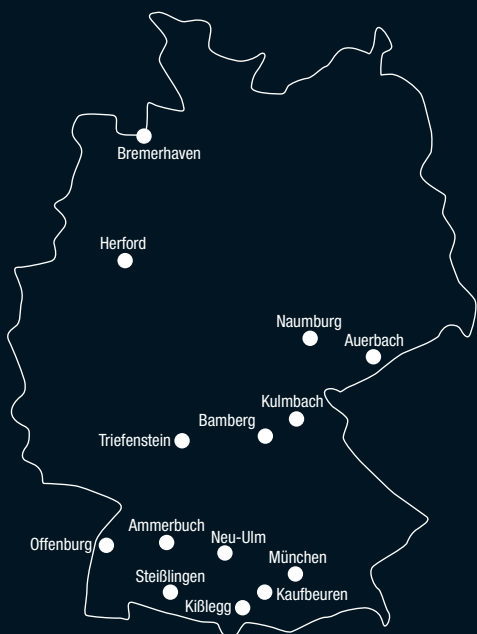 Bremerhaven
Herford
Naumburg
Auerbach
Kulmbach
Bamberg
Triefenstein
Ammerbuch
Offenburg
Neu-Ulm
München
Steißlingen
Kaufbeuren
Kißlegg